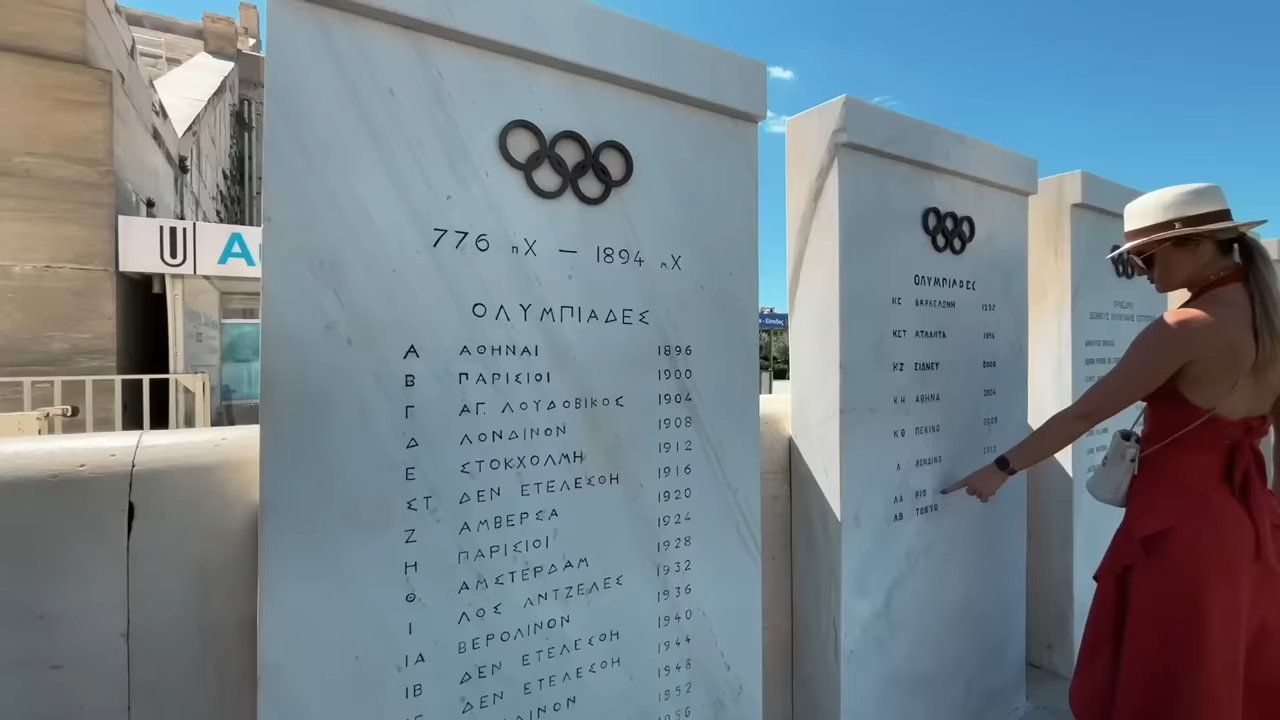 776 πΧ — 1894 μΧ
ΟΛΥΜΠΙΑΔΕΣ
Α ΑΘΗΝΑΙ 1896
Β ΠΑΡΙΣΙΟΙ 1900
Γ ΑΓ. ΛΟΥΔΟΒΙΚΟΣ 1904
Δ ΛΟΝΔΙΝΟΝ 1908
Ε ΣΤΟΚΧΟΛΜΗ 1912
ΣΤ ΔΕΝ ΕΤΕΛΕΣΘΗ 1916
Ζ ΑΜΒΕΡΣΑ 1920
Η ΠΑΡΙΣΙΟΙ 1924
Θ ΑΜΣΤΕΡΔΑΜ 1928
Ι ΛΟΣ ΑΝΤΖΕΛΕΣ 1932
ΙΑ ΒΕΡΟΛΙΝΟΝ 1936
ΙΒ ΔΕΝ ΕΤΕΛΕΣΘΗ 1940
ΔΕΝ ΕΤΕΛΕΣΘΗ 1944
1948
1952
1956
ΟΛΥΜΠΙΑΔΕΣ
ΚΕ ΒΑΡΚΕΛΩΝΗ 1992
ΚΣΤ ΑΤΛΑΝΤΑ 1996
ΚΖ ΣΙΔΝΕΥ 2000
ΚΗ ΑΘΗΝΑ 2004
ΚΘ ΠΕΚΙΝΟ 2008
Λ ΛΟΝΔΙΝΟ 2012
ΛΑ ΡΙΟ
ΛΒ ΤΟΚΥΟ